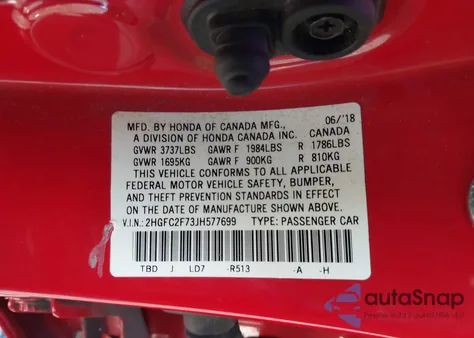 MFD. BY HONDA OF CANADA MFG., 06/'18
A DIVISION OF HONDA CANADA INC. CANADA
GVWR 3737LBS GAWR F 1984LBS R 1786LBS
GVWR 1695KG GAWR F 900KG R 810KG
THIS VEHICLE CONFORMS TO ALL APPLICABLE
FEDERAL MOTOR VEHICLE SAFETY, BUMPER,
AND THEFT PREVENTION STANDARDS IN EFFECT
ON THE DATE OF MANUFACTURE SHOWN ABOVE.
V.I.N.: 2HGFC2F73JH577699 TYPE: PASSENGER CAR
TBD J LD7 -R513 -A -H
autoSnap